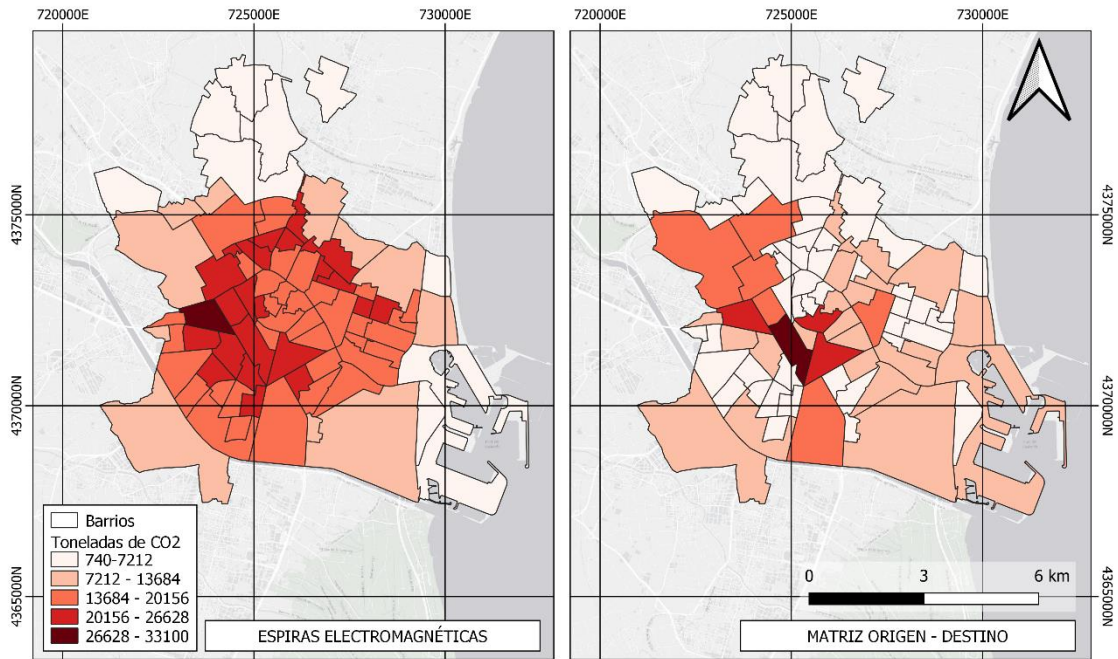 720000E 725000E 730000E 720000E 725000E 730000E
4375000N 4375000N
4370000N 4370000N
4365000N
Barrios
Toneladas de CO2
740-7212
7212 - 13684
13684 - 20156
20156 - 26628
26628 - 33100
ESPIRAS ELECTROMAGNÉTICAS
0 3 6 km
MATRIZ ORIGEN - DESTINO
4365000N